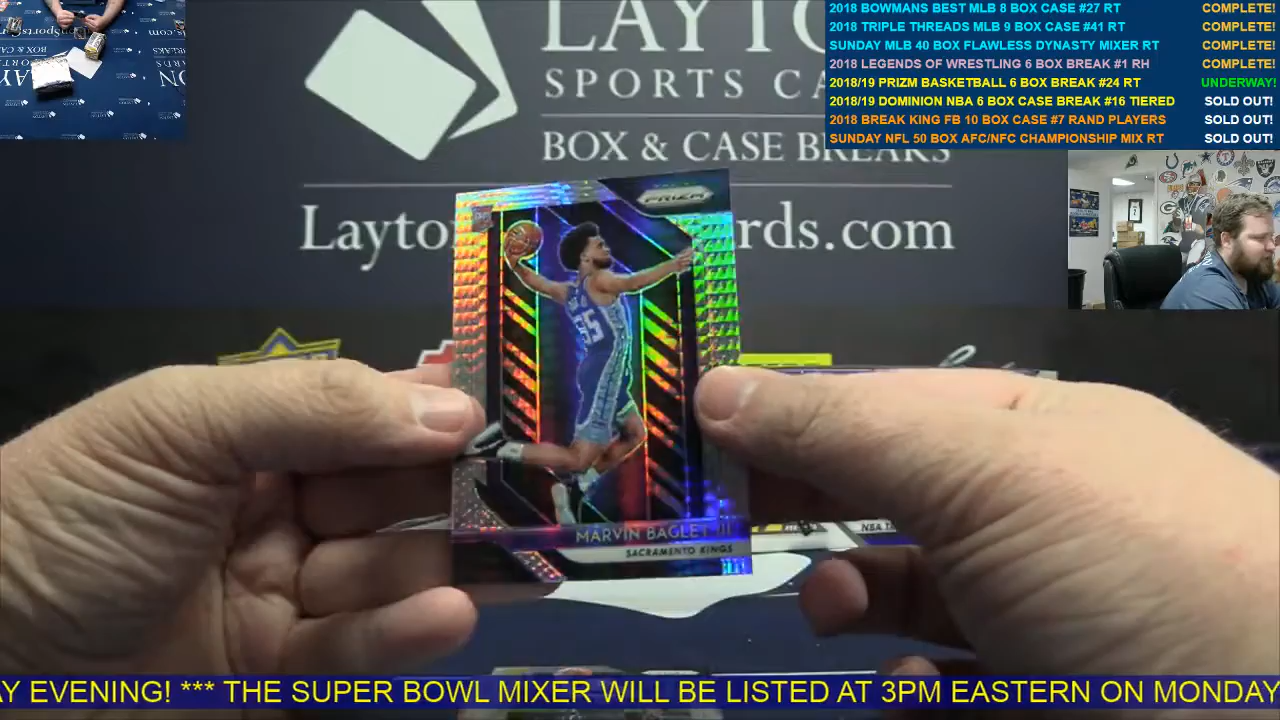 2018 BOWMANS BEST MLB 8 BOX CASE #27 RT COMPLETE!
2018 TRIPLE THREADS MLB 9 BOX CASE #41 RT COMPLETE!
SUNDAY MLB 40 BOX FLAWLESS DYNASTY MIXER RT COMPLETE!
2018 LEGENDS OF WRESTLING 6 BOX BREAK #1 RH COMPLETE!
2018/19 PRIZM BASKETBALL 6 BOX BREAK #24 RT UNDERWAY!
2018/19 DOMINION NBA 6 BOX CASE BREAK #16 TIERED SOLD OUT!
2018 BREAK KING FB 10 BOX CASE #7 RAND PLAYERS SOLD OUT!
SUNDAY NFL 50 BOX AFC/NFC CHAMPIONSHIP MIX RT SOLD OUT!
LAYTO
SPORTS CA
BOX & CASE BREAKS
Layto rds.com
PRIZM
MARVIN BAGLEY III
SACRAMENTO KINGS
AY EVENING! *** THE SUPER BOWL MIXER WILL BE LISTED AT 3PM EASTERN ON MONDAY